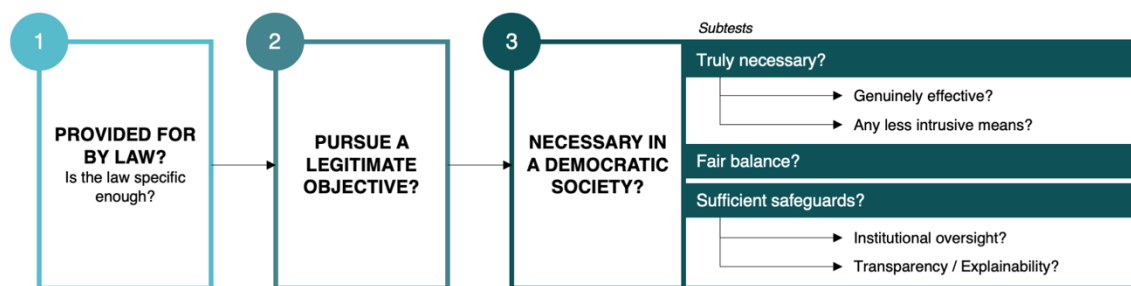 1
PROVIDED FOR
BY LAW?
Is the law specific
enough?
2
PURSUE A
LEGITIMATE
OBJECTIVE?
3
NECESSARY IN
A DEMOCRATIC
SOCIETY?
Subtests
Truly necessary?
Genuinely effective?
Any less intrusive means?
Fair balance?
Sufficient safeguards?
Institutional oversight?
Transparency / Explainability?